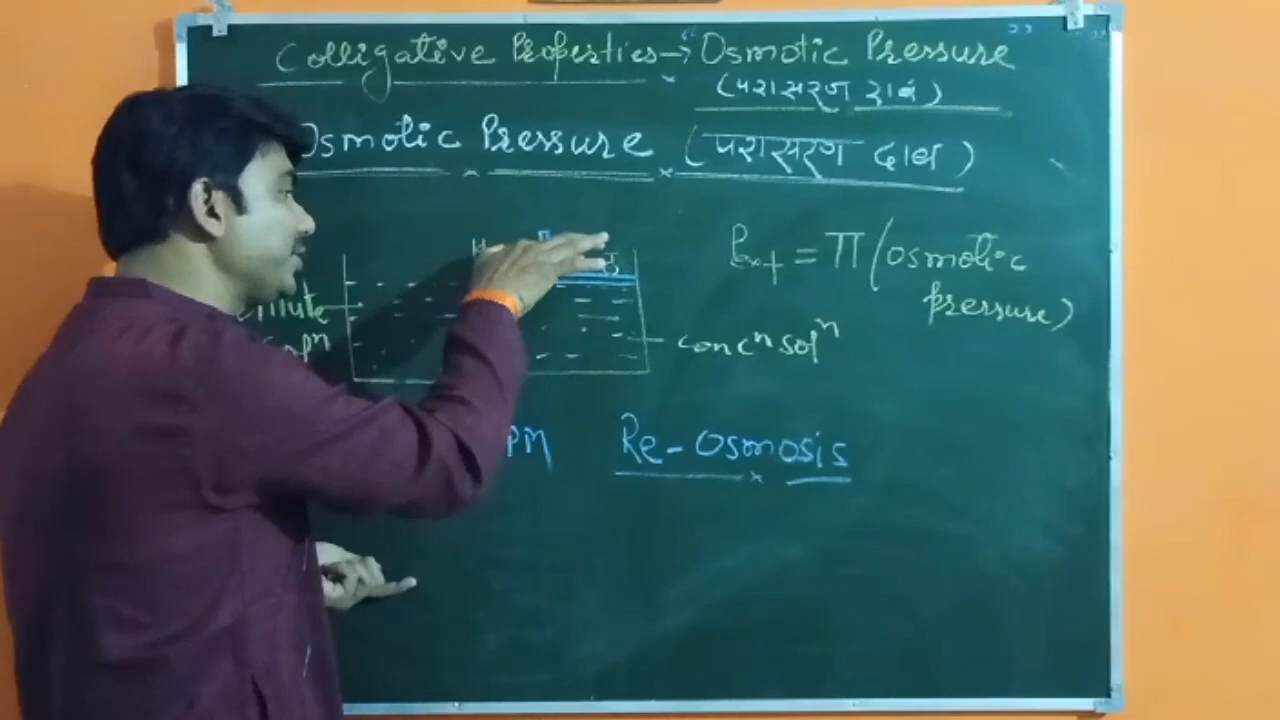 Colligative Properties → "Osmotic Pressure"
(परासरण दाब)
Osmotic Pressure (परासरण दाब)
Pext = π (osmotic
pressure)
concⁿ solⁿ
Re-Osmosis